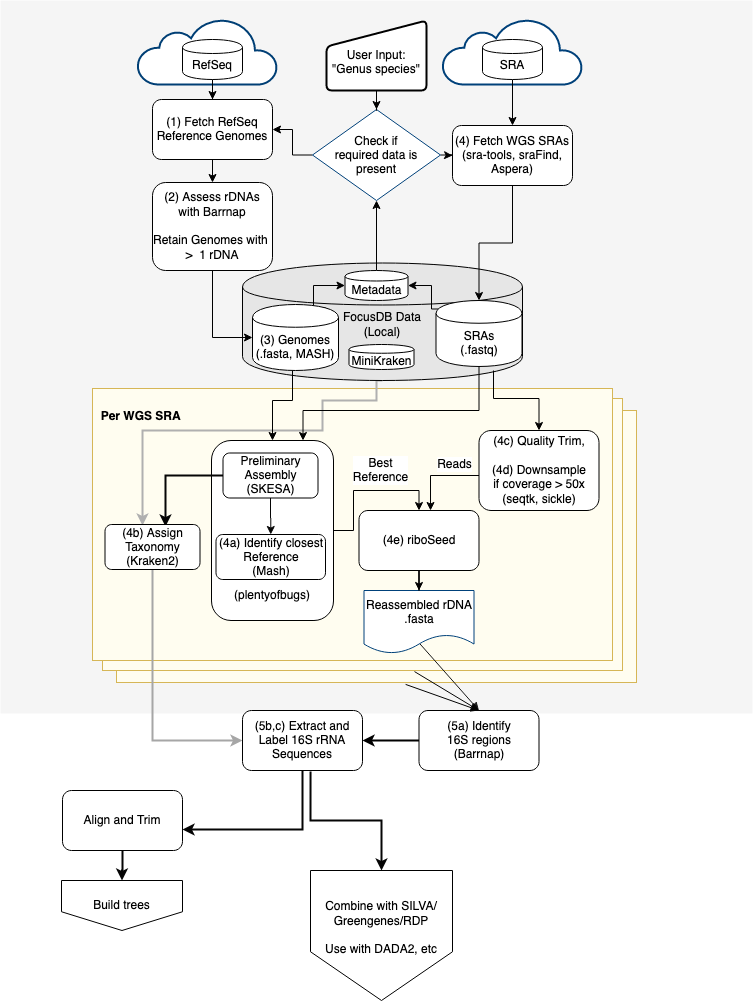 RefSeq
User Input:
"Genus species"
SRA
(1) Fetch RefSeq
Reference Genomes
Check if
required data is
present
(4) Fetch WGS SRAs
(sra-tools, sraFind,
Aspera)
(2) Assess rDNAs
with Barrnap
Retain Genomes with
> 1 rDNA
Metadata
FocusDB Data
(Local)
(3) Genomes
(.fasta, MASH)
SRAs
(.fastq)
MiniKraken
Per WGS SRA
Preliminary
Assembly
(SKESA)
Best
Reference
Reads
(4c) Quality Trim,
(4d) Downsample
if coverage > 50x
(seqtk, sickle)
(4b) Assign
Taxonomy
(Kraken2)
(4a) Identify closest
Reference
(Mash)
(plentyofbugs)
(4e) riboSeed
Reassembled rDNA
.fasta
(5b,c) Extract and
Label 16S rRNA
Sequences
(5a) Identify
16S regions
(Barrnap)
Align and Trim
Build trees
Combine with SILVA/
Greengenes/RDP
Use with DADA2, etc